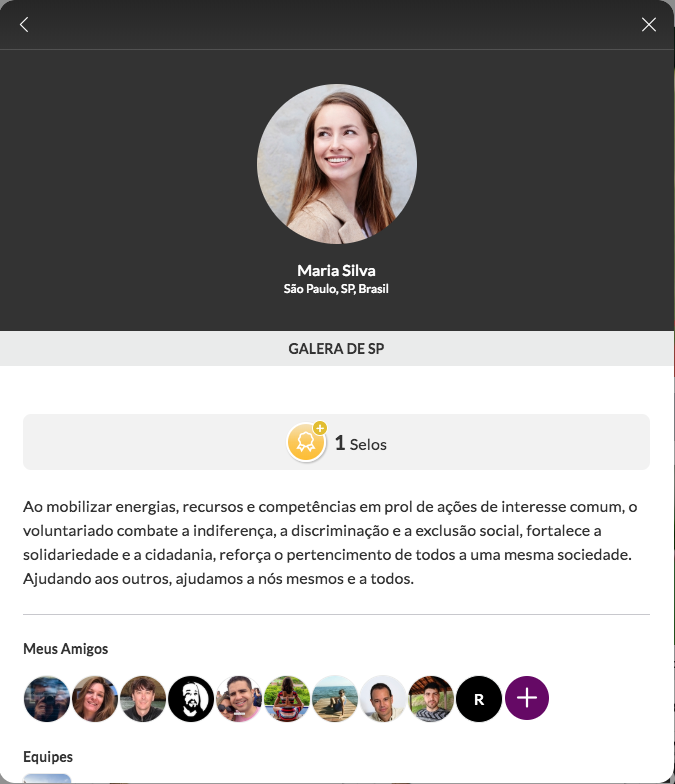 Maria Silva
São Paulo, SP, Brasil
GALERA DE SP
1 Selos
Ao mobilizar energias, recursos e competências em prol de ações de interesse comum, o
voluntariado combate a indiferença, a discriminação e a exclusão social, fortalece a
solidariedade e a cidadania, reforça o pertencimento de todos a uma mesma sociedade.
Ajudando aos outros, ajudamos a nós mesmos e a todos.
Meus Amigos
R
Equipes